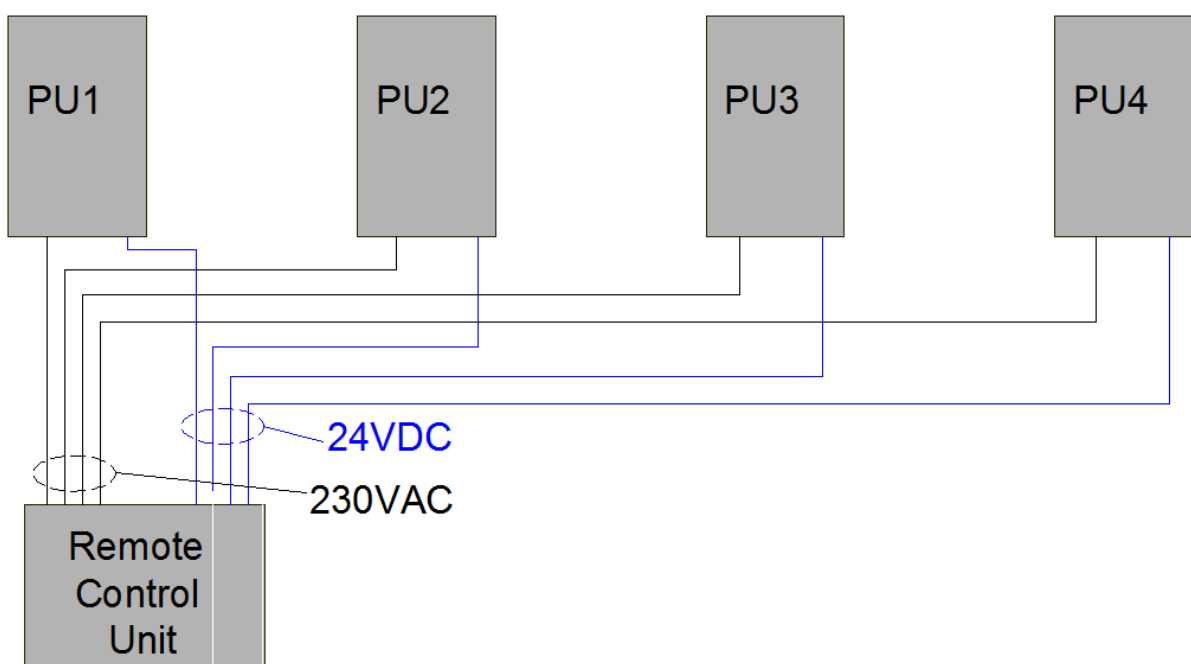 PU1
PU2
PU3
PU4
24VDC
230VAC
Remote
Control
Unit